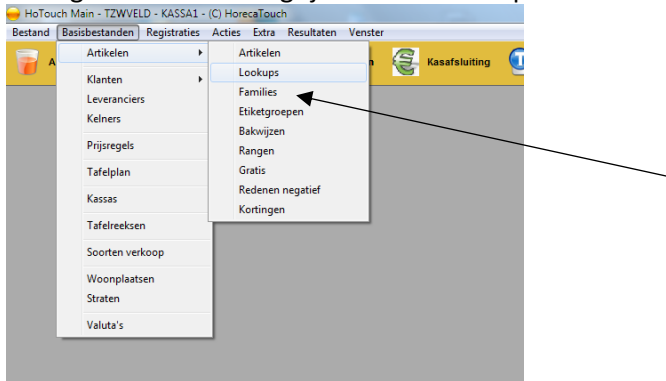 HoTouch Main - TZWVELD - KASSA1 - (C) HorecaTouch
Bestand Basisbestanden Registraties Acties Extra Resultaten Venster
Kasafsluiting
Artikelen
Klanten
Leveranciers
Kelners
Prijsregels
Tafelplan
Kassas
Tafelreeksen
Soorten verkoop
Woonplaatsen
Straten
Valuta's
Artikelen
Lookups
Families
Etiketgroepen
Bakwijzen
Rangen
Gratis
Redenen negatief
Kortingen